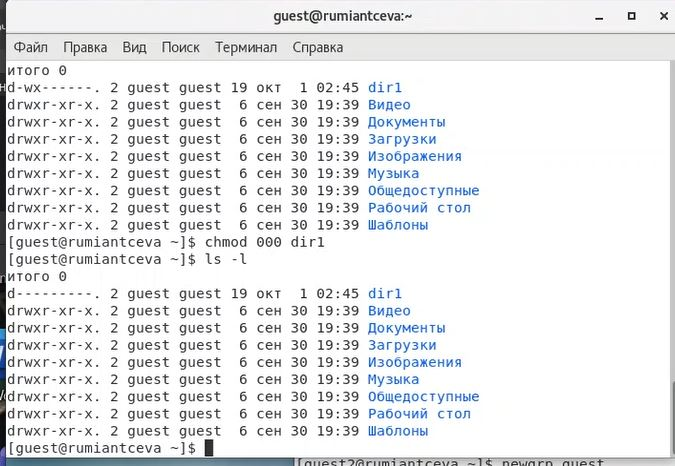 guest@rumiantceva:~
Файл Правка Вид Поиск Терминал Справка
итого 0
d-wx------. 2 guest guest 19 окт  1 02:45 dir1
drwxr-xr-x. 2 guest guest  6 сен 30 19:39 Видео
drwxr-xr-x. 2 guest guest  6 сен 30 19:39 Документы
drwxr-xr-x. 2 guest guest  6 сен 30 19:39 Загрузки
drwxr-xr-x. 2 guest guest  6 сен 30 19:39 Изображения
drwxr-xr-x. 2 guest guest  6 сен 30 19:39 Музыка
drwxr-xr-x. 2 guest guest  6 сен 30 19:39 Общедоступные
drwxr-xr-x. 2 guest guest  6 сен 30 19:39 Рабочий стол
drwxr-xr-x. 2 guest guest  6 сен 30 19:39 Шаблоны
[guest@rumiantceva ~]$ chmod 000 dir1
[guest@rumiantceva ~]$ ls -l
итого 0
d---------. 2 guest guest 19 окт  1 02:45 dir1
drwxr-xr-x. 2 guest guest  6 сен 30 19:39 Видео
drwxr-xr-x. 2 guest guest  6 сен 30 19:39 Документы
drwxr-xr-x. 2 guest guest  6 сен 30 19:39 Загрузки
drwxr-xr-x. 2 guest guest  6 сен 30 19:39 Изображения
drwxr-xr-x. 2 guest guest  6 сен 30 19:39 Музыка
drwxr-xr-x. 2 guest guest  6 сен 30 19:39 Общедоступные
drwxr-xr-x. 2 guest guest  6 сен 30 19:39 Рабочий стол
drwxr-xr-x. 2 guest guest  6 сен 30 19:39 Шаблоны
[guest@rumiantceva ~]$
[guest2@rumiantceva ~]$ newgrp guest